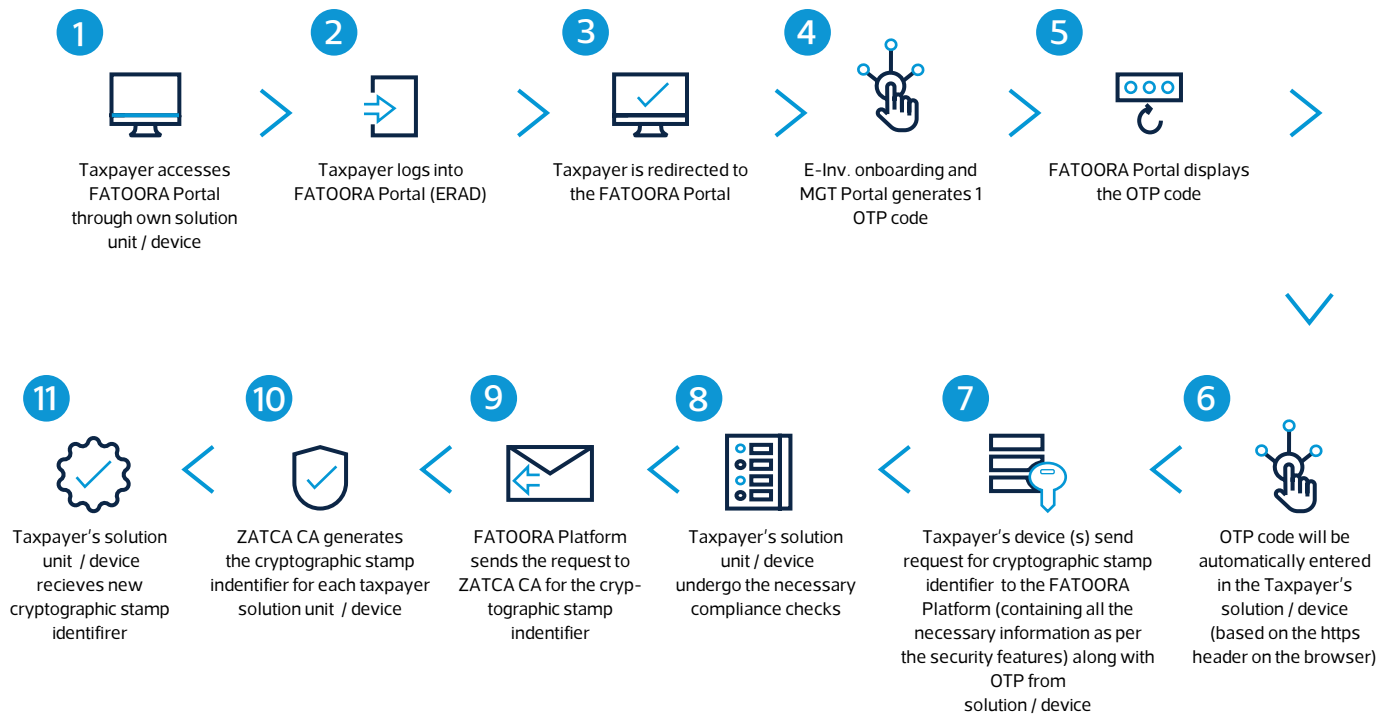 1
Taxpayer accesses
FATOORA Portal
through own solution
unit / device
2
Taxpayer logs into
FATOORA Portal (ERAD)
3
Taxpayer is redirected to
the FATOORA Portal
4
E-Inv. onboarding and
MGT Portal generates 1
OTP code
5
FATOORA Portal displays
the OTP code
6
OTP code will be
automatically entered
in the Taxpayer's
solution / device
(based on the https
header on the browser)
7
Taxpayer's device (s) send
request for cryptographic stamp
identifier to the FATOORA
Platform (containing all the
necessary information as per
the security features) along with
OTP from
solution / device
8
Taxpayer's solution
unit / device
undergo the necessary
compliance checks
9
FATOORA Platform
sends the request to
ZATCA CA for the cryp-
tographic stamp
indentifier
10
ZATCA CA generates
the cryptographic stamp
indentifier for each taxpayer
solution unit / device
11
Taxpayer's solution
unit / device
recieves new
cryptographic stamp
identifirer